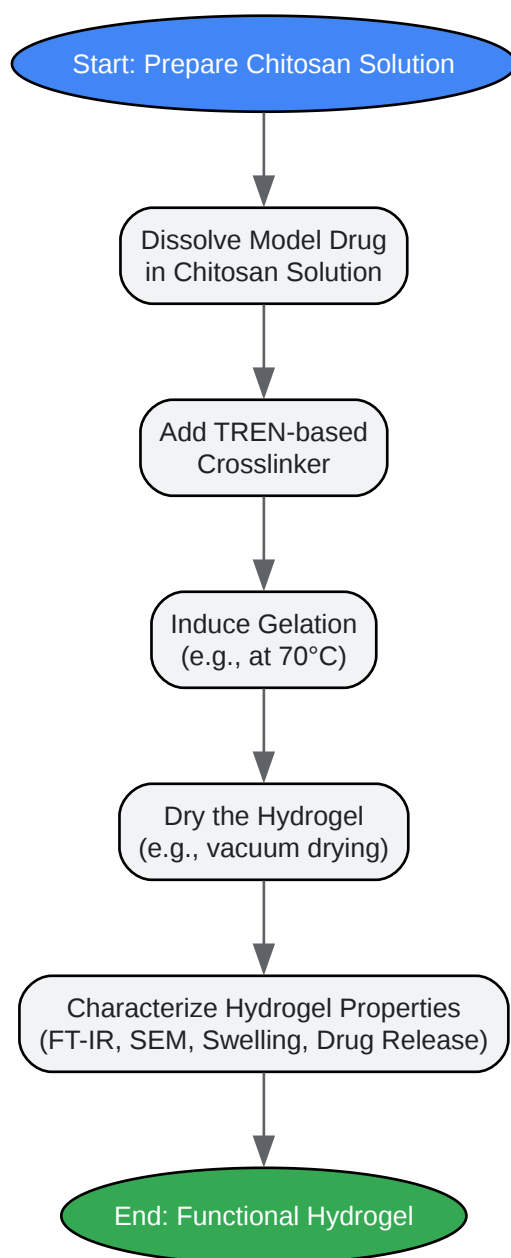 Start: Prepare Chitosan Solution
Dissolve Model Drug
in Chitosan Solution
Add TREN-based
Crosslinker
Induce Gelation
(e.g., at 70°C)
Dry the Hydrogel
(e.g., vacuum drying)
Characterize Hydrogel Properties
(FT-IR, SEM, Swelling, Drug Release)
End: Functional Hydrogel